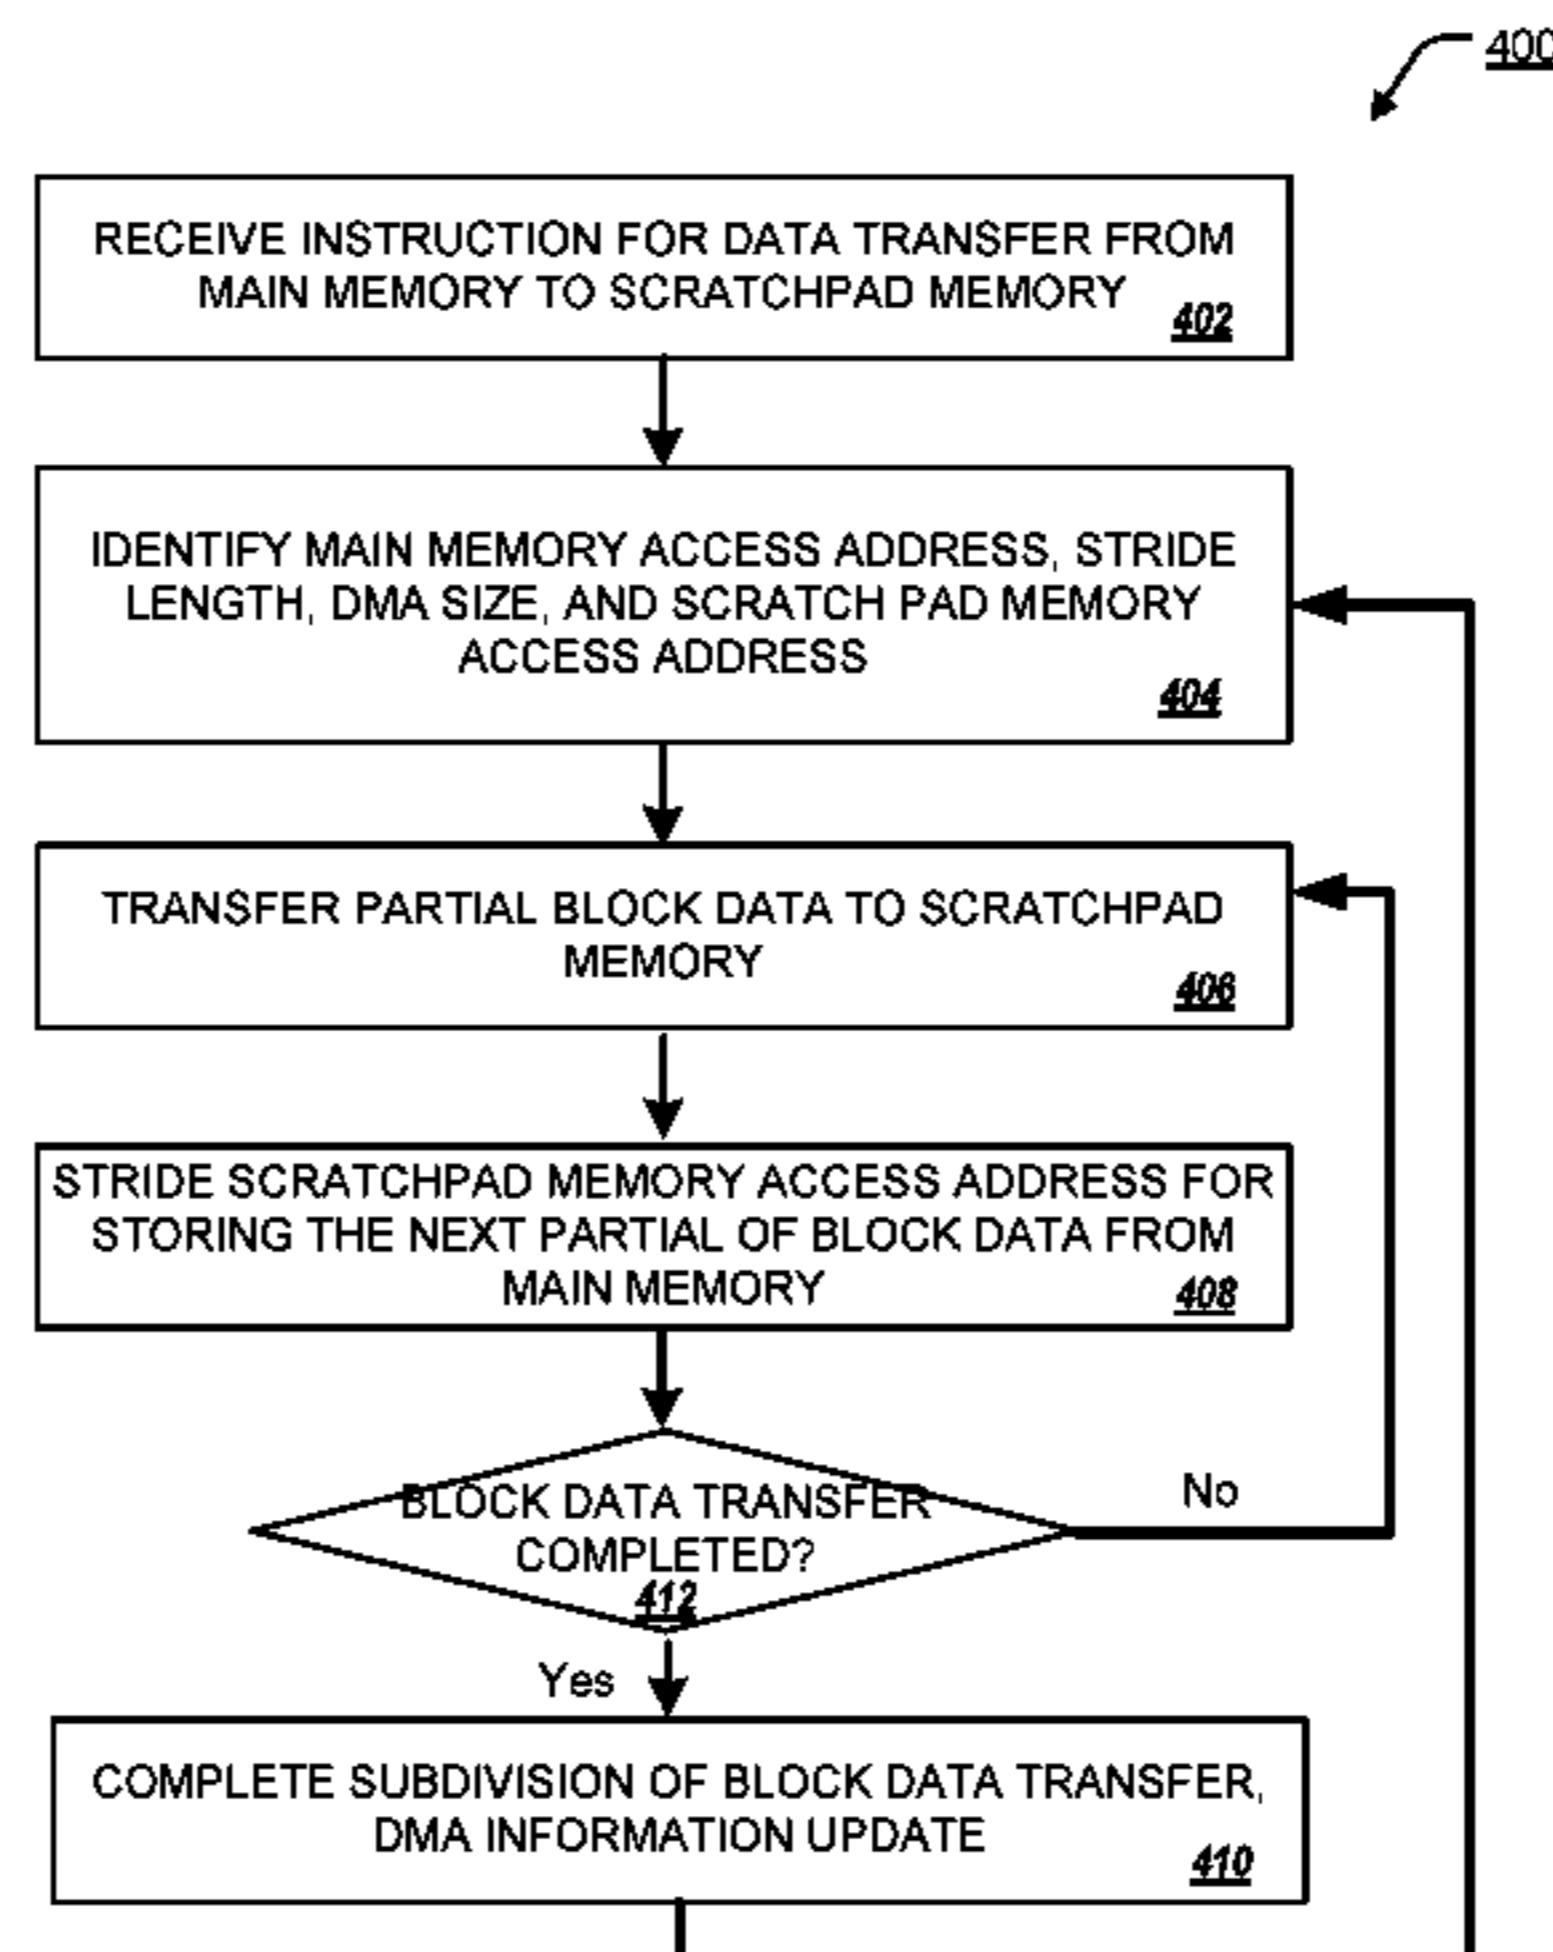 400
RECEIVE INSTRUCTION FOR DATA TRANSFER FROM
MAIN MEMORY TO SCRATCHPAD MEMORY
402
IDENTIFY MAIN MEMORY ACCESS ADDRESS, STRIDE
LENGTH, DMA SIZE, AND SCRATCH PAD MEMORY
ACCESS ADDRESS
404
TRANSFER PARTIAL BLOCK DATA TO SCRATCHPAD
MEMORY
406
STRIDE SCRATCHPAD MEMORY ACCESS ADDRESS FOR
STORING THE NEXT PARTIAL OF BLOCK DATA FROM
MAIN MEMORY
408
No
BLOCK DATA TRANSFER
COMPLETED?
412
Yes
COMPLETE SUBDIVISION OF BLOCK DATA TRANSFER,
DMA INFORMATION UPDATE
410